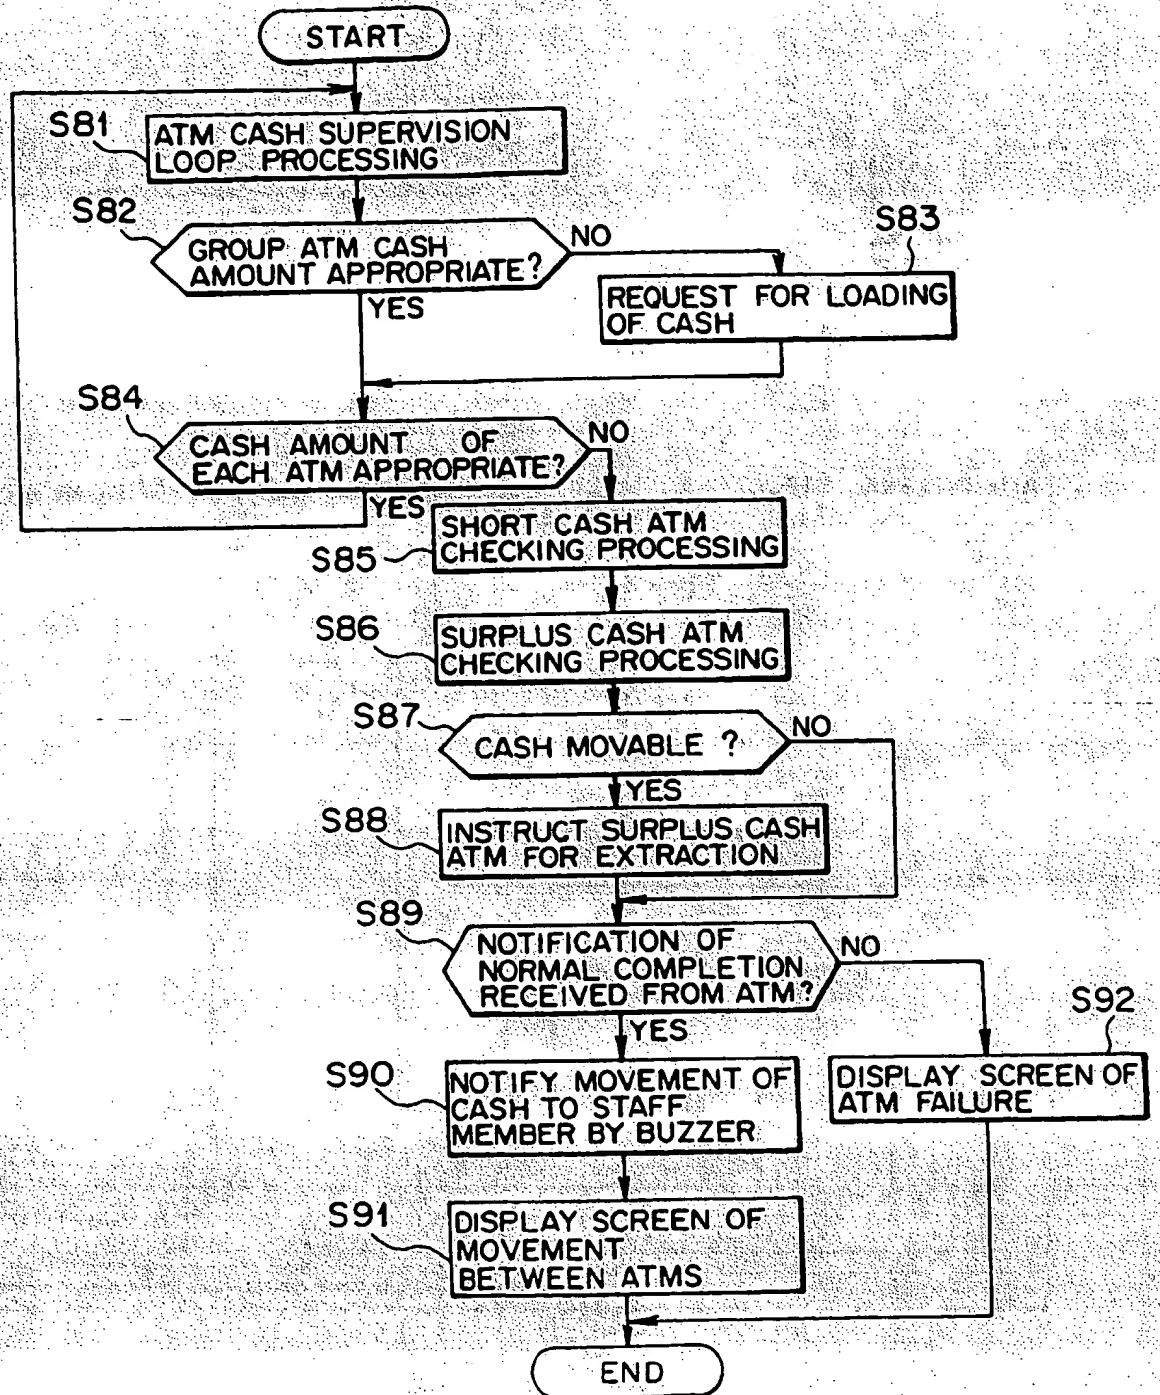 START
S81
ATM CASH SUPERVISION
LOOP PROCESSING
S82
GROUP ATM CASH
AMOUNT APPROPRIATE?
NO
YES
S83
REQUEST FOR LOADING
OF CASH
S84
CASH AMOUNT OF
EACH ATM APPROPRIATE?
NO
YES
S85
SHORT CASH ATM
CHECKING PROCESSING
S86
SURPLUS CASH ATM
CHECKING PROCESSING
S87
CASH MOVABLE ?
NO
YES
S88
INSTRUCT SURPLUS CASH
ATM FOR EXTRACTION
S89
NOTIFICATION OF
NORMAL COMPLETION
RECEIVED FROM ATM?
NO
YES
S92
DISPLAY SCREEN OF
ATM FAILURE
S90
NOTIFY MOVEMENT OF
CASH TO STAFF
MEMBER BY BUZZER
S91
DISPLAY SCREEN OF
MOVEMENT
BETWEEN ATMS
END